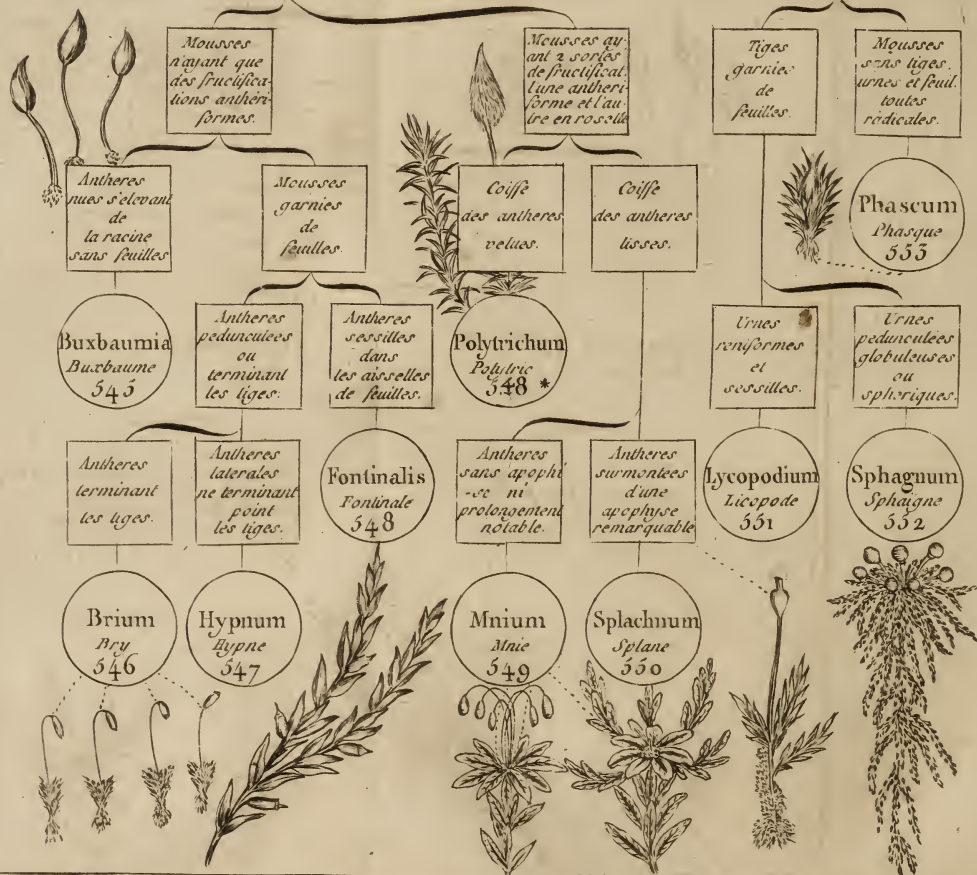 Mousses
n'ayant que
des fructifica-
tions anthéri
formes.
Mousses ay-
ant 2 sortes
de fructificat.
l'une antheri
forme et l'au-
tre en roselle
Tiges
garnies
de
feuilles.
Mousses
sans tiges.
urnes et feuil.
toutes
radicales.
Antheres
nues s'elevant
de
la racine
sans feuilles
Mousses
garnies
de
feuilles.
Coiffe
des antheres
velues.
Coiffe
des antheres
lisses.
Phascum
Phasque
553
Buxbaumia
Buxbaume
545
Antheres
pedunculées
ou
terminant
les tiges.
Antheres
sessilles
dans
les aisselles
de feuilles.
Polytrichum
Polytric
548 *
Urnes
reniformes
et
sessilles.
Urnes
pedunculées
globuleuses
ou
spheriques.
Antheres
terminant
les tiges.
Antheres
laterales
ne terminant
point
les tiges.
Fontinalis
Fontinale
548
Antheres
sans apophi
-se ni
prolongement
notable.
Antheres
surmontées
d'une
apophyse
remarquable
Lycopodium
Licopode
551
Sphagnum
Sphaigne
552
Brium
Bry
546
Hypnum
Hypne
547
Mnium
Mnie
549
Splachnum
Splane
550